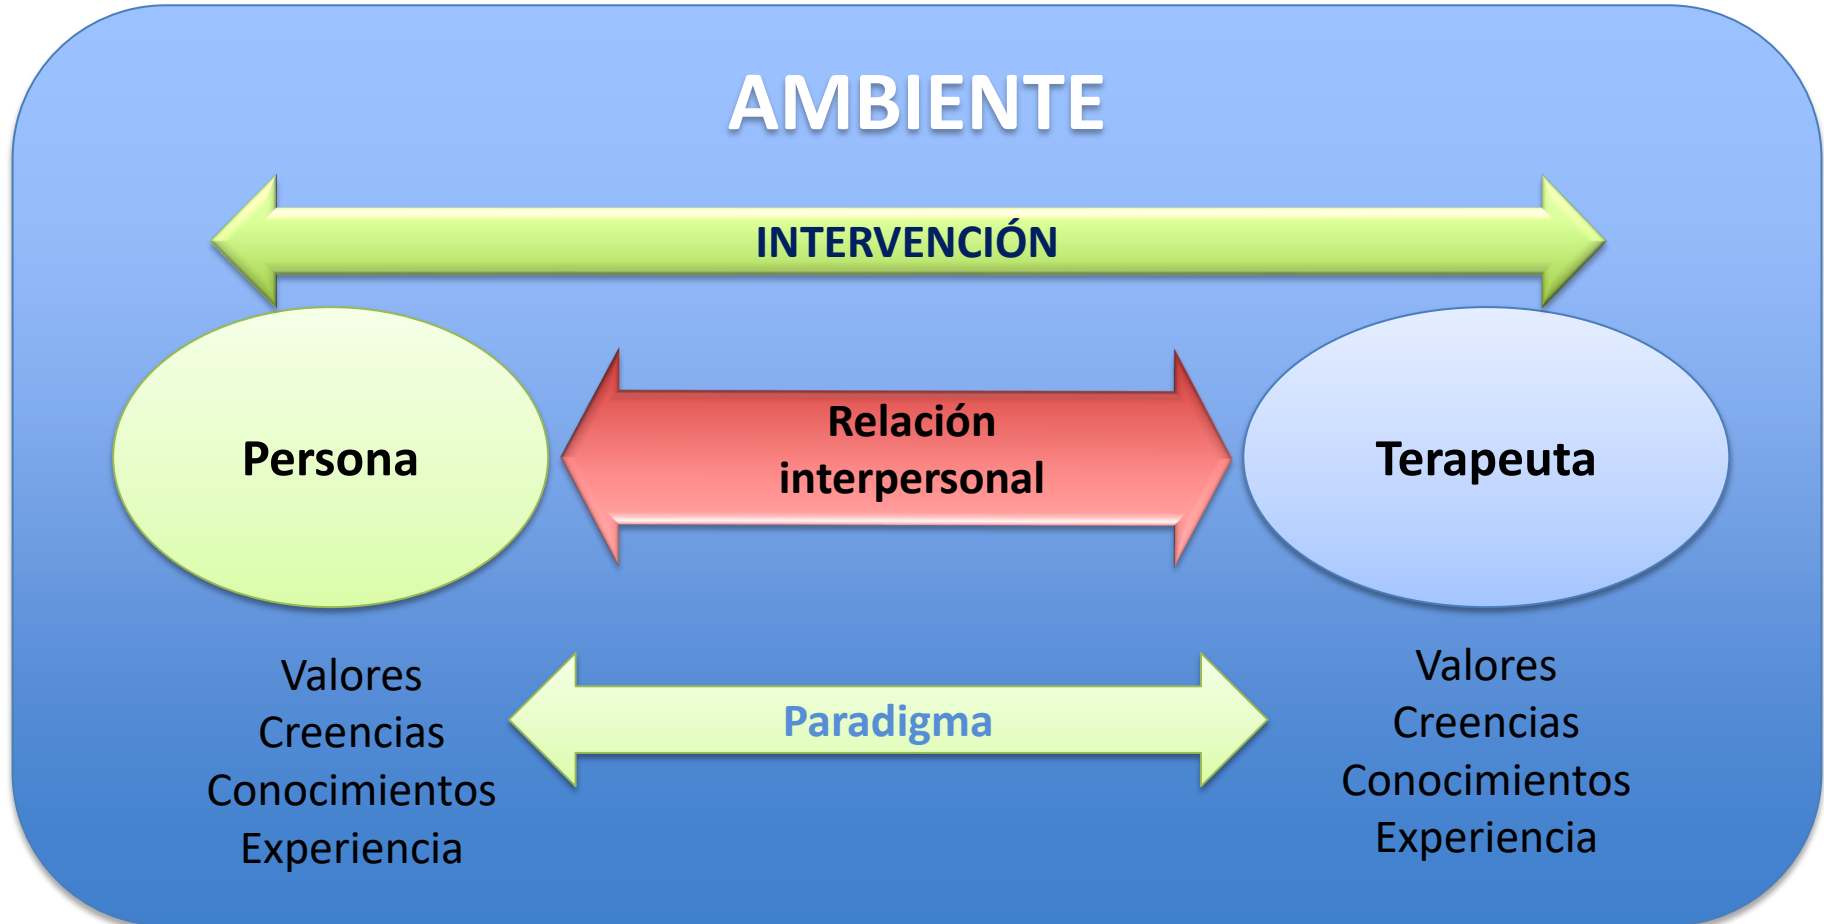 AMBIENTE
INTERVENCIÓN
Persona
Relación
interpersonal
Terapeuta
Valores
Creencias
Conocimientos
Experiencia
Paradigma
Valores
Creencias
Conocimientos
Experiencia